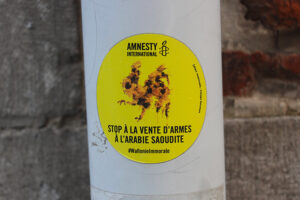 AMNESTY
INTERNATIONAL
STOP À LA VENTE D'ARMES
À L'ARABIE SAOUDITE
#WallonieImmorale